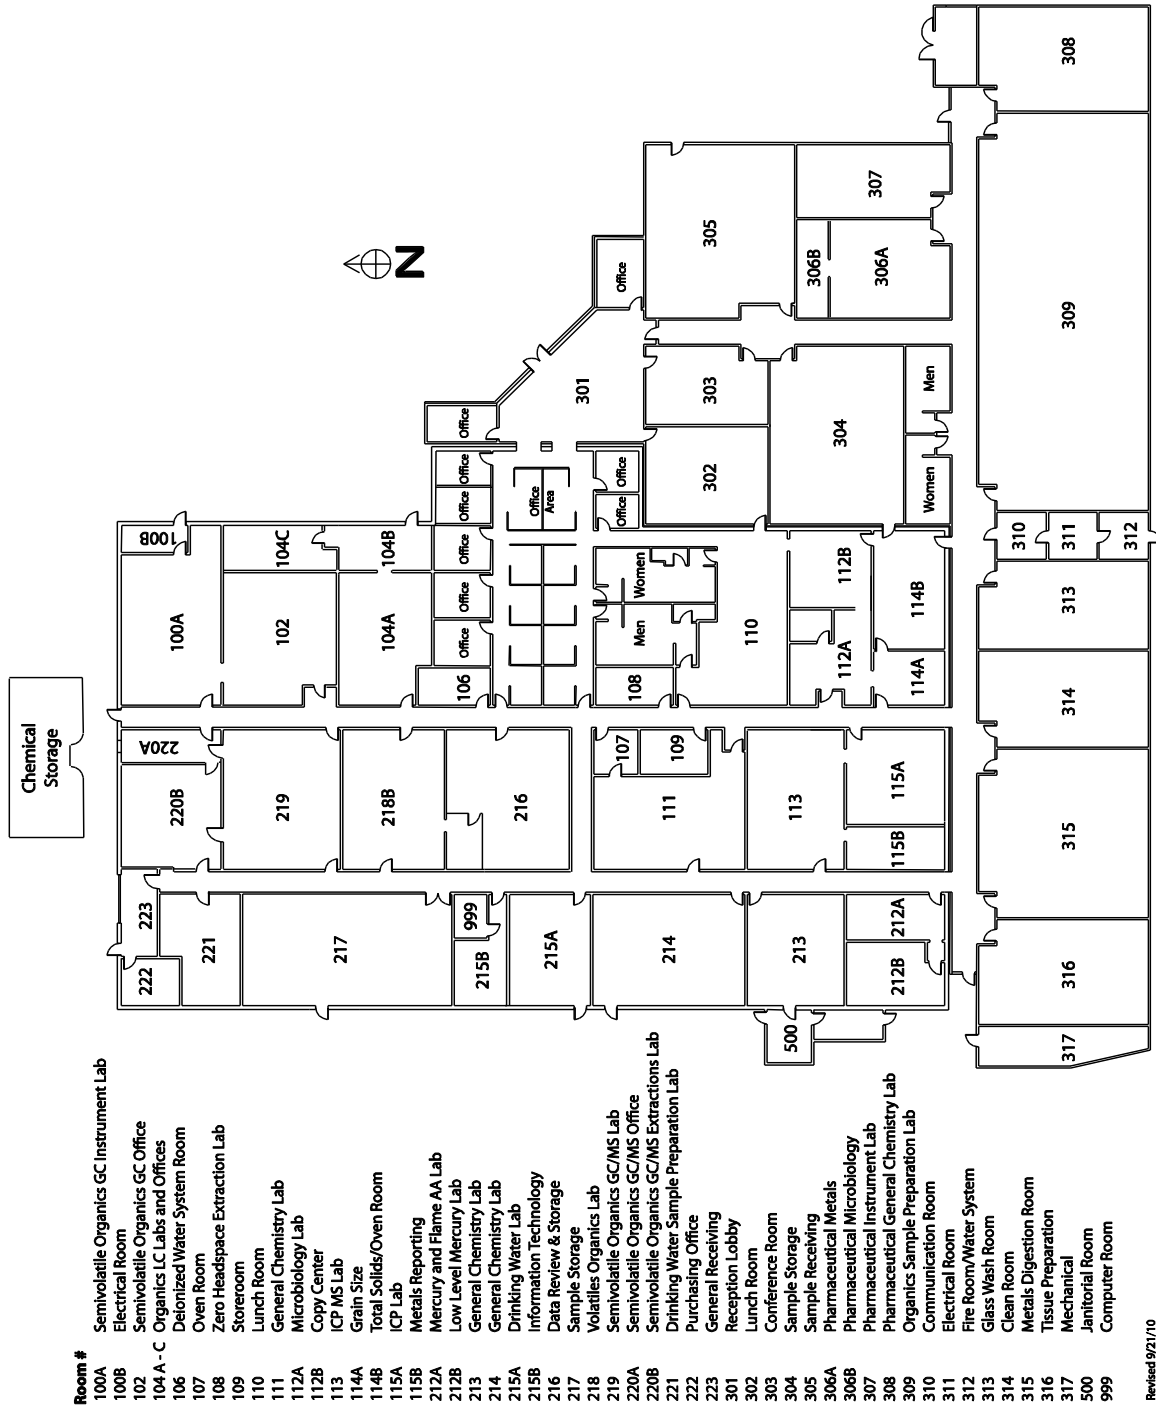 Room #
100A Semivolatile Organics GC Instrument Lab
100B Electrical Room
102 Semivolatile Organics GC Office
104 A - C Organics LC Labs and Offices
106 Deionized Water System Room
107 Oven Room
108 Zero Headspace Extraction Lab
109 Storeroom
110 Lunch Room
111 General Chemistry Lab
112A Microbiolology Lab
112B Copy Center
113 ICP MS Lab
114A Grain Size
114B Total Solids/Oven Room
115A ICP Lab
115B Metals Reporting
212A Mercury and Flame AA Lab
212B Low Level Mercury Lab
213 General Chemistry Lab
214 General Chemistry Lab
215A Drinking Water Lab
215B Information Technology
216 Data Review & Storage
217 Sample Storage
218 Volatiles Organics Lab
219 Semivolatile Organics GC/MS Lab
220A Semivolatile Organics GC/MS Office
220B Semivolatile Organics GC/MS Extractions Lab
221 Drinking Water Sample Preparation Lab
222 Purchasing Office
223 General Receiving
301 Reception Lobby
302 Lunch Room
303 Conference Room
304 Sample Storage
305 Sample Receiving
306A Pharmaceutical Metals
306B Pharmaceutical Microbiology
307 Pharmaceutical Instrument Lab
308 Pharmaceutical General Chemistry Lab
309 Organics Sample Preparation Lab
310 Communication Room
311 Electrical Room
312 Fire Room/Water System
313 Glass Wash Room
314 Clean Room
315 Metals Digestion Room
316 Tissue Preparation
317 Mechanical
500 Janitorial Room
999 Computer Room
Revised 9/21/10
Chemical
Storage
N
222
223
221
217
215B
999
215A
214
213
212B
212A
500
220B
220A
219
218B
216
107
109
111
113
115B
115A
100A
100B
102
104C
104A
104B
106
Office
Office
Office
Office
Office
Office
Office
Area
Office
Office
Office
301
Men
Women
108
110
112A
112B
114A
114B
302
303
304
Women
Men
305
306B
306A
307
308
309
310
311
312
313
314
315
316
317